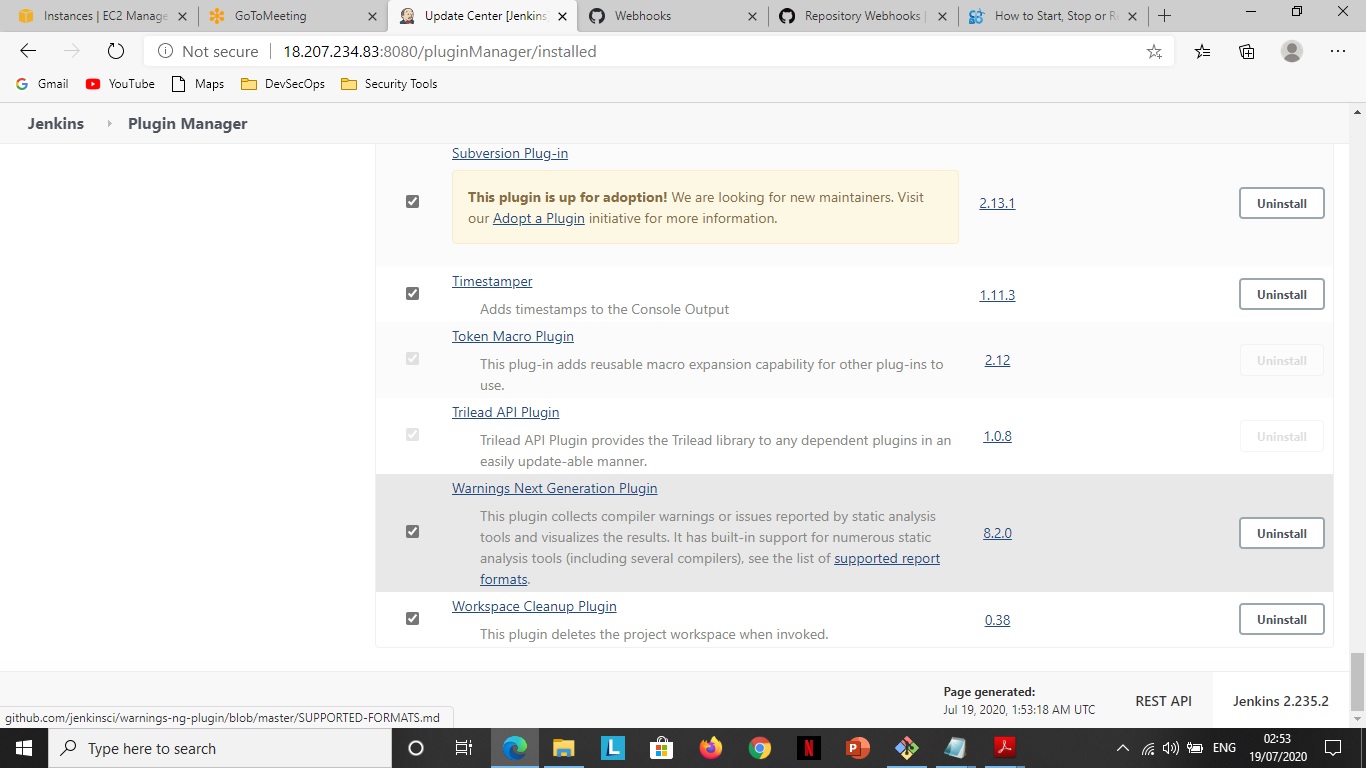 Instances | EC2 Manage
GoToMeeting
Update Center [Jenkins]
Webhooks
Repository Webhooks |
How to Start, Stop or Re
Not secure
18.207.234.83:8080/pluginManager/installed
Gmail
YouTube
Maps
DevSecOps
Security Tools
Jenkins
Plugin Manager
Subversion Plug-in
This plugin is up for adoption! We are looking for new maintainers. Visit
our Adopt a Plugin initiative for more information.
2.13.1
Uninstall
Timestamper
Adds timestamps to the Console Output
1.11.3
Uninstall
Token Macro Plugin
This plug-in adds reusable macro expansion capability for other plug-ins to
use.
2.12
Uninstall
Trilead API Plugin
Trilead API Plugin provides the Trilead library to any dependent plugins in an
easily update-able manner.
1.0.8
Uninstall
Warnings Next Generation Plugin
This plugin collects compiler warnings or issues reported by static analysis
tools and visualizes the results. It has built-in support for numerous static
analysis tools (including several compilers), see the list of supported report
formats.
8.2.0
Uninstall
Workspace Cleanup Plugin
This plugin deletes the project workspace when invoked.
0.38
Uninstall
Page generated:
Jul 19, 2020, 1:53:18 AM UTC
REST API
Jenkins 2.235.2
github.com/jenkinsci/warnings-ng-plugin/blob/master/SUPPORTED-FORMATS.md
Type here to search
L
N
P
ENG
02:53
19/07/2020